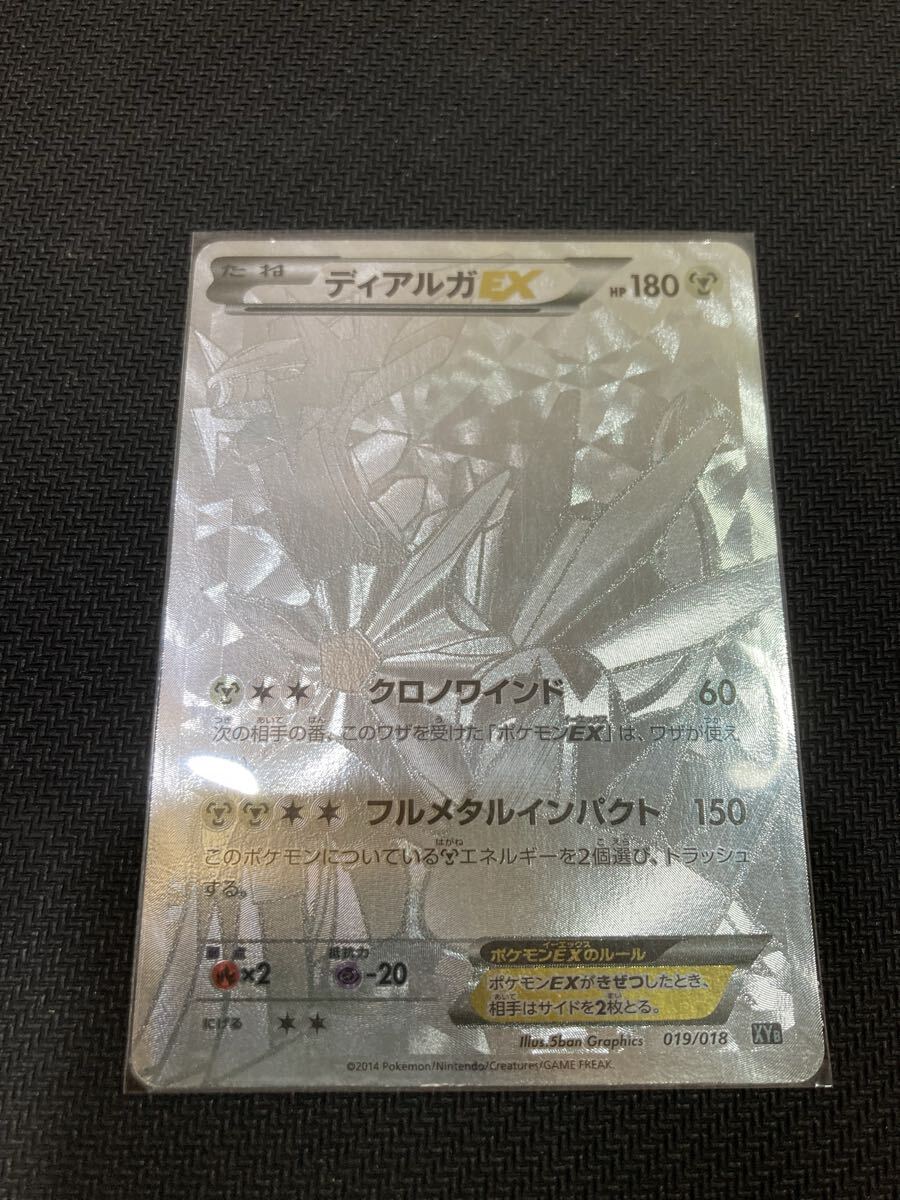 たね ディアルガEX HP 180
クロノワインド 60
次の相手の番、このワザを受けた「ポケモンEX」は、ワザが使え
フルメタルインパクト 150
このポケモンについているエネルギーを2個選び、トラッシュ
する。
弱点 抵抗力
×2 -20
にげる
ポケモンEXのルール
ポケモンEXがきぜつしたとき、
相手はサイドを2枚とる。
Illus. 5ban Graphics 019/018 XYB
©2014 Pokemon/Nintendo/Creatures/GAME FREAK.